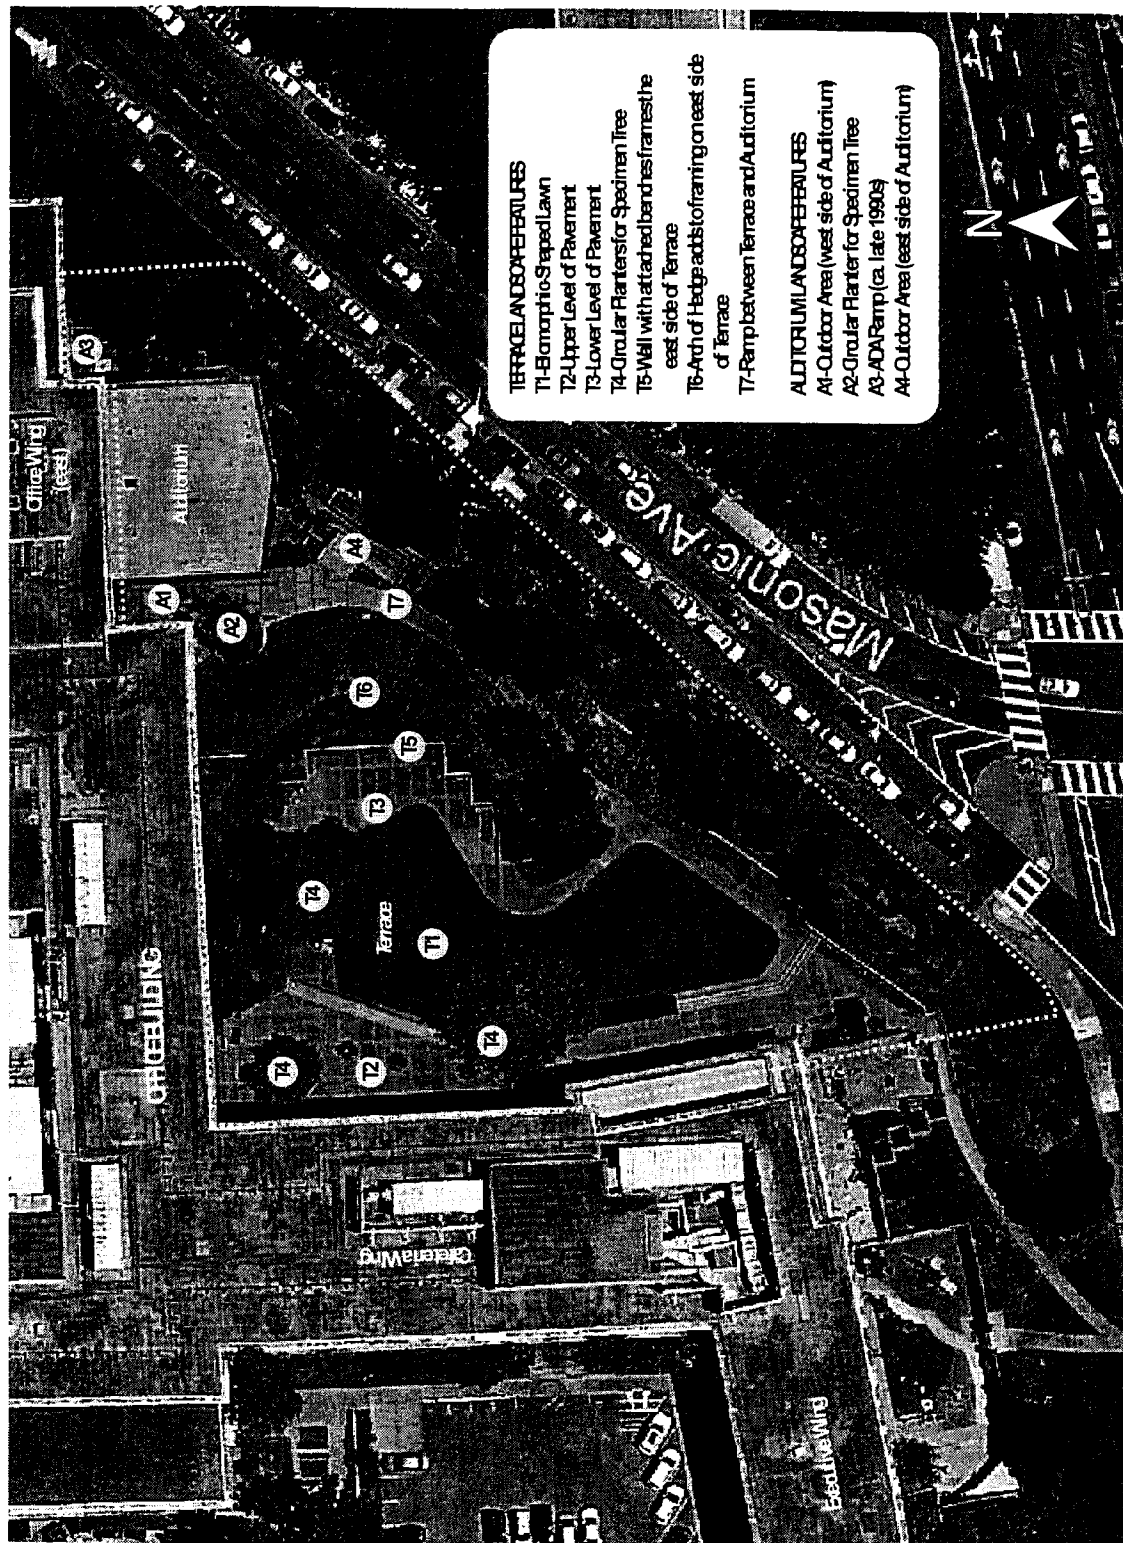 TERRACE LANDSCAPE FEATURES
T1-Biomorphic-Shaped Lawn
T2-Upper Level of Pavement
T3-Lower Level of Pavement
T4-Circular Planters for Specimen Tree
T5-Wall with attached benches frames the
east side of Terrace
T6-Arch of Hedge adds to framing on east side
of Terrace
T7-Ramp between Terrace and Auditorium
AUDITORIUM LANDSCAPE FEATURES
A1-Outdoor Area (west side of Auditorium)
A2-Circular Planter for Specimen Tree
A3-ADA Ramp (ca. late 1990s)
A4-Outdoor Area (east side of Auditorium)
N
Office Wing
(east)
A3
Auditorium
A1
A2
A4
T7
T6
T5
T3
T4
Terrace
T1
T4
T4
T2
OFFICE BUILDING
Cafeteria Wing
Executive Wing
Masonic Ave.